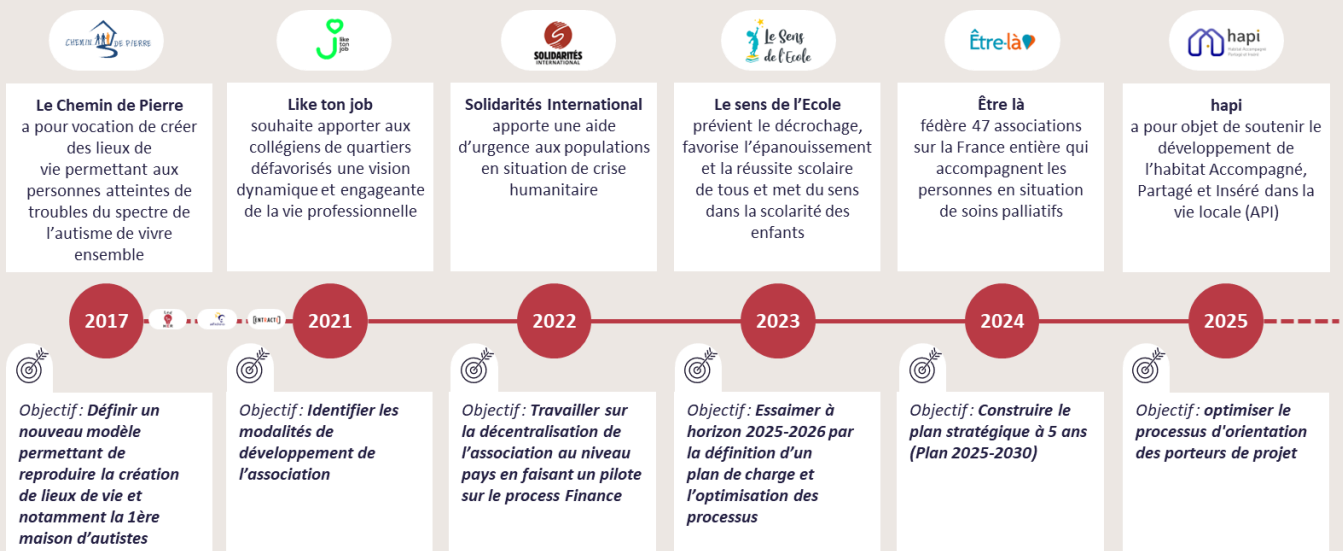 CHEMIN DE PIERRE
like
ton
job
SOLIDARITÉS
INTERNATIONAL
Le Sens
de l'Ecole
Être-là
hapi
Habitat Accompagné
Partagé et Inséré
Le Chemin de Pierre
a pour vocation de créer
des lieux de
vie permettant aux
personnes atteintes de
troubles du spectre de
l'autisme de vivre
ensemble
Like ton job
souhaite apporter aux
collégiens de quartiers
défavorisés une vision
dynamique et engageante
de la vie professionnelle
Solidarités International
apporte une aide
d'urgence aux populations
en situation de crise
humanitaire
Le sens de l'Ecole
prévient le décrochage,
favorise l'épanouissement
et la réussite scolaire
de tous et met du sens
dans la scolarité des
enfants
Être là
fédère 47 associations
sur la France entière qui
accompagnent les
personnes en situation
de soins palliatifs
hapi
a pour objet de soutenir le
développement de
l'habitat Accompagné,
Partagé et Inséré dans la
vie locale (API)
2017
2021
2022
2023
2024
2025
Objectif : Définir un
nouveau modèle
permettant de
reproduire la création
de lieux de vie et
notamment la 1ère
maison d'autistes
Objectif : Identifier les
modalités de
développement de
l'association
Objectif : Travailler sur
la décentralisation de
l'association au niveau
pays en faisant un pilote
sur le process Finance
Objectif : Essaimer à
horizon 2025-2026 par
la définition d'un
plan de charge et
l'optimisation des
processus
Objectif : Construire le
plan stratégique à 5 ans
(Plan 2025-2030)
Objectif : optimiser le
processus d'orientation
des porteurs de projet